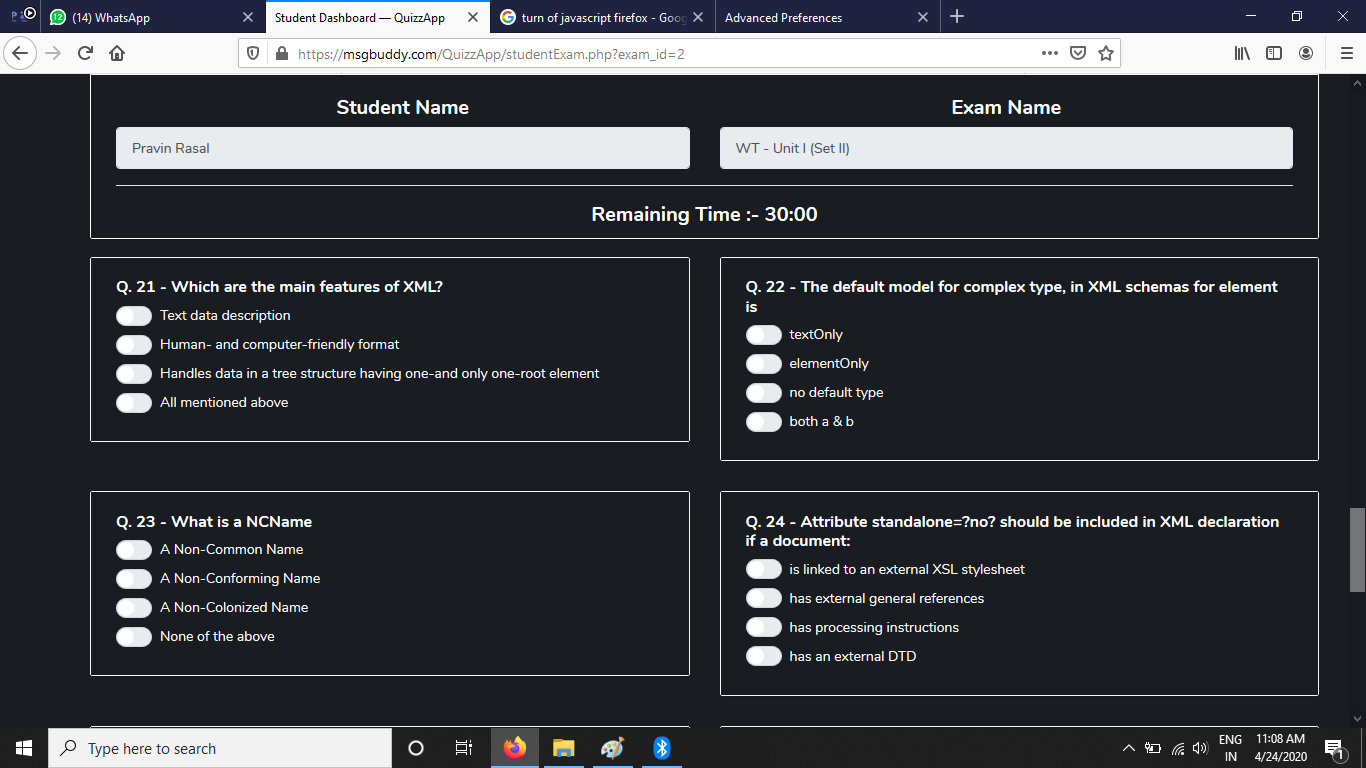 (14) WhatsApp
Student Dashboard — QuizzApp
turn of javascript firefox - Goog
Advanced Preferences
https://msgbuddy.com/QuizzApp/studentExam.php?exam_id=2
Student Name
Exam Name
Pravin Rasal
WT - Unit I (Set II)
Remaining Time :- 30:00
Q. 21 - Which are the main features of XML?
Text data description
Human- and computer-friendly format
Handles data in a tree structure having one-and only one-root element
All mentioned above
Q. 22 - The default model for complex type, in XML schemas for element
is
textOnly
elementOnly
no default type
both a & b
Q. 23 - What is a NCName
A Non-Common Name
A Non-Conforming Name
A Non-Colonized Name
None of the above
Q. 24 - Attribute standalone=?no? should be included in XML declaration
if a document:
is linked to an external XSL stylesheet
has external general references
has processing instructions
has an external DTD
Type here to search
ENG
IN
11:08 AM
4/24/2020
1